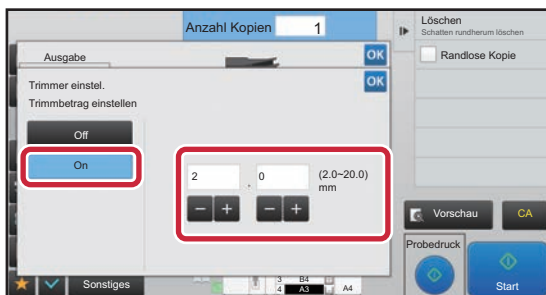 Anzahl Kopien 1
Löschen
Schatten rundherum löschen
Randlose Kopie
Ausgabe
OK
Trimmer einstel.
OK
Trimmbetrag einstellen
Off
On
2 . 0 (2.0~20.0)
mm
Vorschau
CA
Probedruck
Start
Sonstiges
3 B4
4 A3 A4